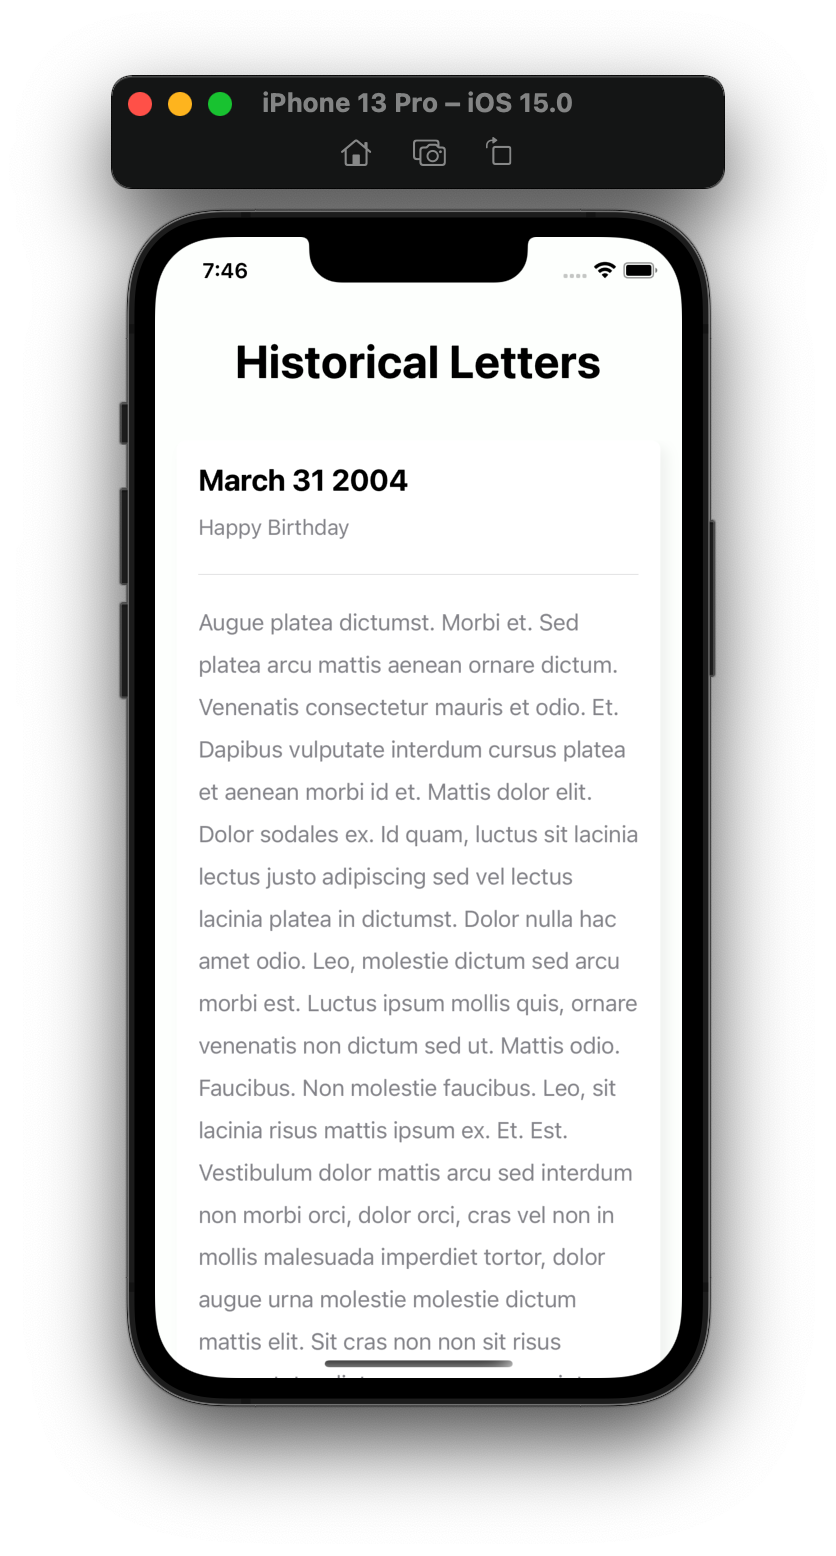 iPhone 13 Pro – iOS 15.0
7:46
Historical Letters
March 31 2004
Happy Birthday
Augue platea dictumst. Morbi et. Sed
platea arcu mattis aenean ornare dictum.
Venenatis consectetur mauris et odio. Et.
Dapibus vulputate interdum cursus platea
et aenean morbi id et. Mattis dolor elit.
Dolor sodales ex. Id quam, luctus sit lacinia
lectus justo adipiscing sed vel lectus
lacinia platea in dictumst. Dolor nulla hac
amet odio. Leo, molestie dictum sed arcu
morbi est. Luctus ipsum mollis quis, ornare
venenatis non dictum sed ut. Mattis odio.
Faucibus. Non molestie faucibus. Leo, sit
lacinia risus mattis ipsum ex. Et. Est.
Vestibulum dolor mattis arcu sed interdum
non morbi orci, dolor orci, cras vel non in
mollis malesuada imperdiet tortor, dolor
augue urna molestie molestie dictum
mattis elit. Sit cras non non sit risus